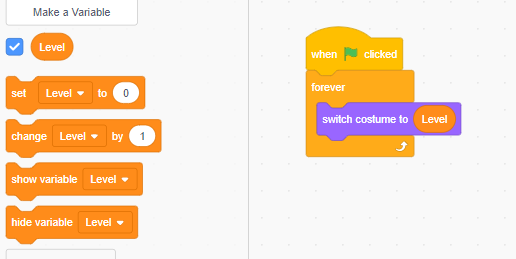 Make a Variable
Level
set Level to 0
change Level by 1
show variable Level
hide variable Level
when clicked
forever
switch costume to Level